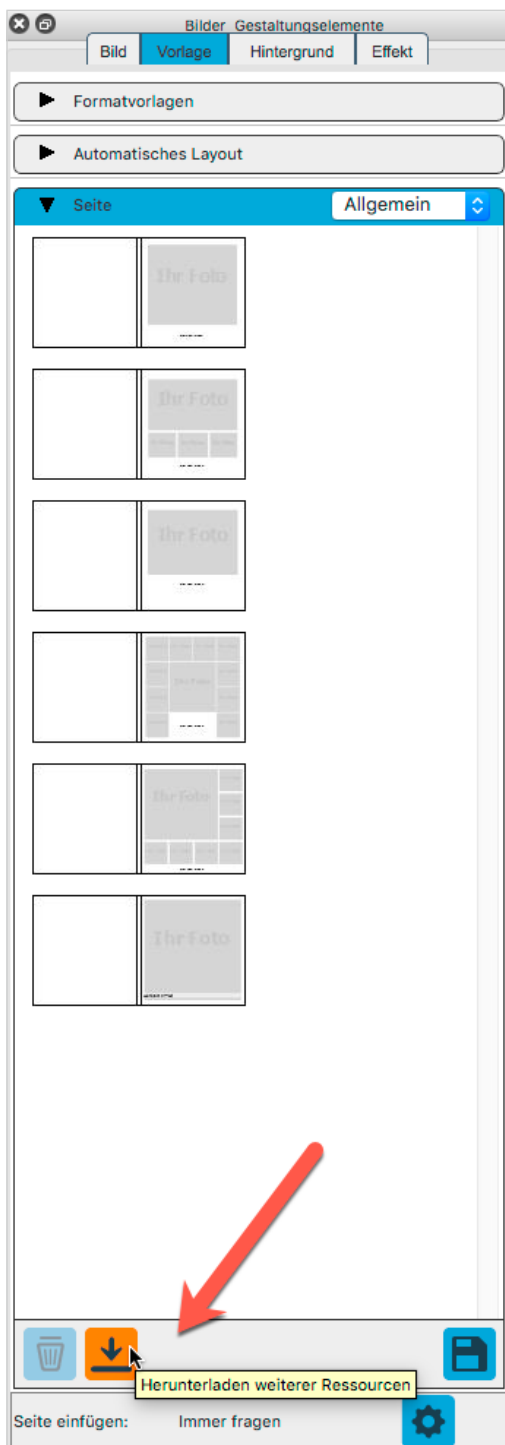 Bilder Gestaltungselemente
Bild Vorlage Hintergrund Effekt
Formatvorlagen
Automatisches Layout
Seite Allgemein
Ihr Foto
Ihr Foto
Ihr Foto
Ihr Foto
Ihr Foto
Ihr Foto
Herunterladen weiterer Ressourcen
Seite einfügen: Immer fragen